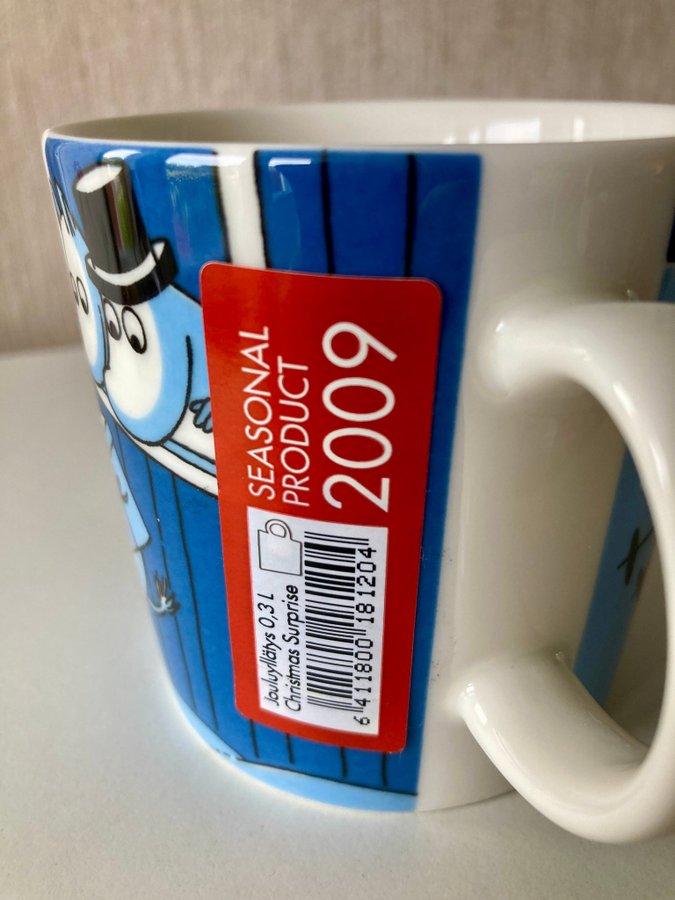 SEASONAL
PRODUCT
2009
Jouluyllätys 0,3 L
Christmas Surprise
6 411800 181204